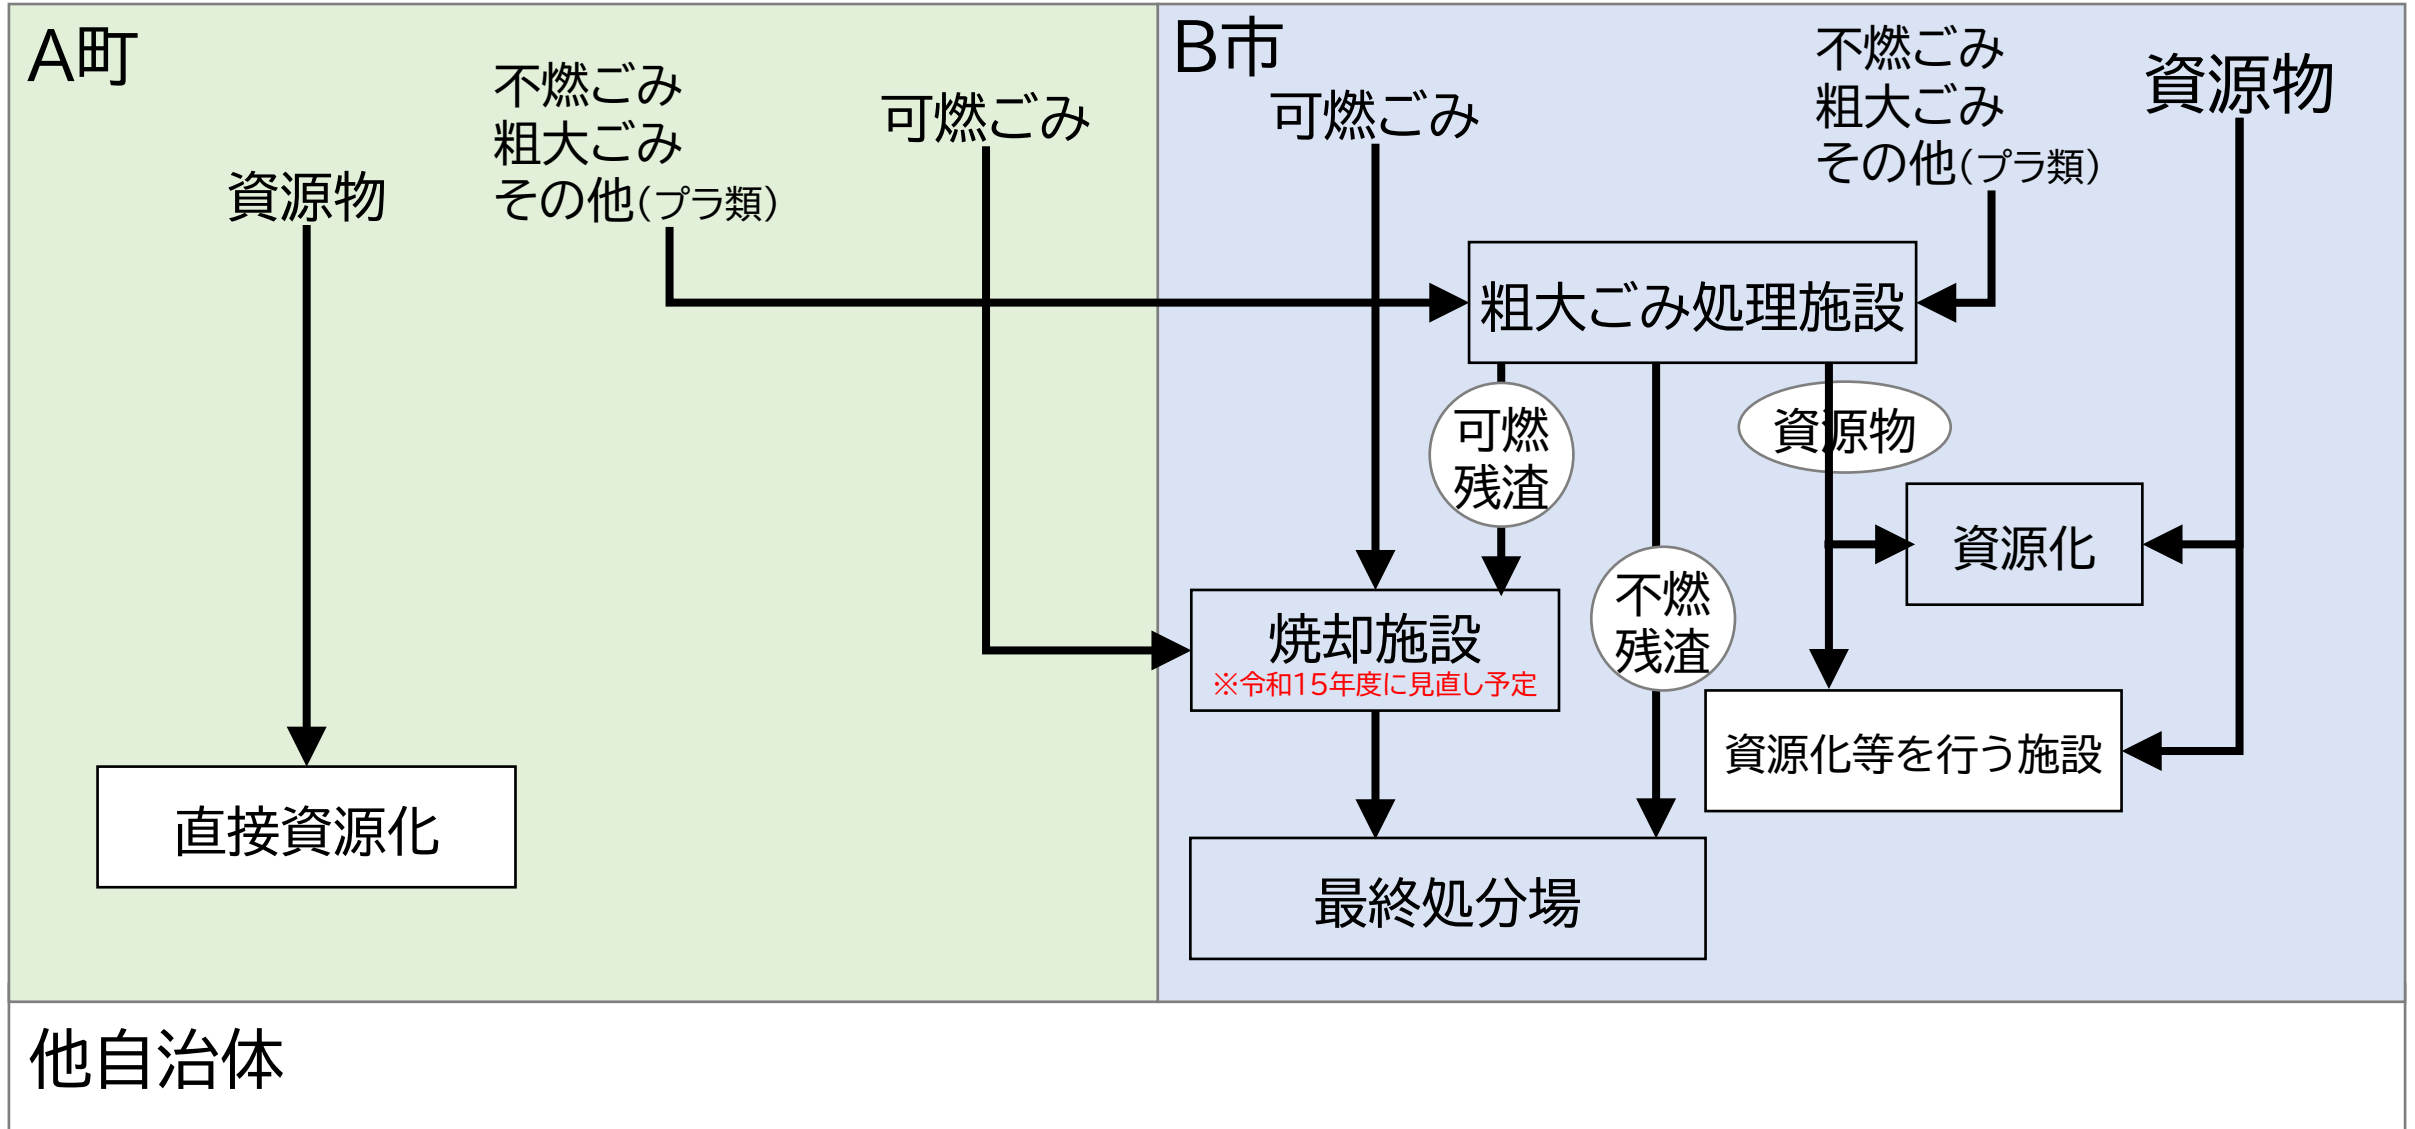 A町
資源物
不燃ごみ
粗大ごみ
その他(プラ類)
可燃ごみ
直接資源化
B市
可燃ごみ
不燃ごみ
粗大ごみ
その他(プラ類)
資源物
粗大ごみ処理施設
可燃
残渣
不燃
残渣
資源物
資源化
焼却施設
※令和15年度に見直し予定
資源化等を行う施設
最終処分場
他自治体